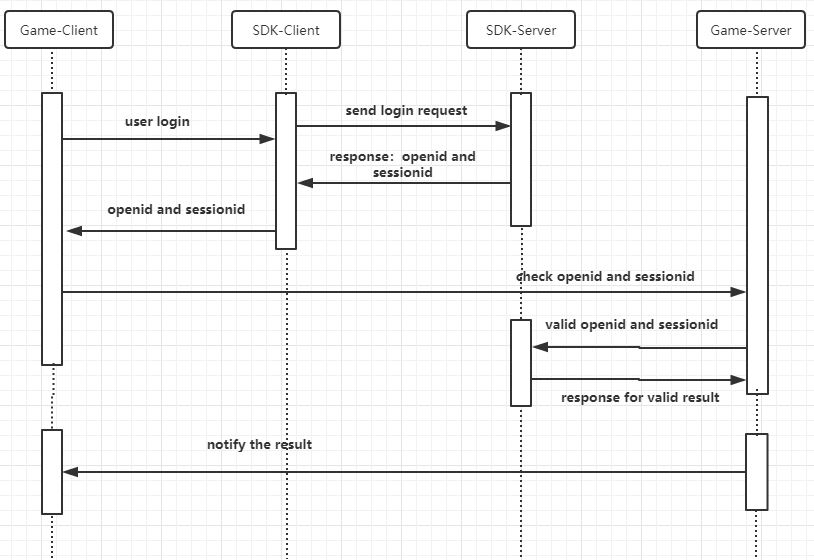 Game-Client
SDK-Client
SDK-Server
Game-Server
send login request
user login
response: openid and
sessionid
openid and sessionid
check openid and sessionid
valid openid and sessionid
response for valid result
notify the result